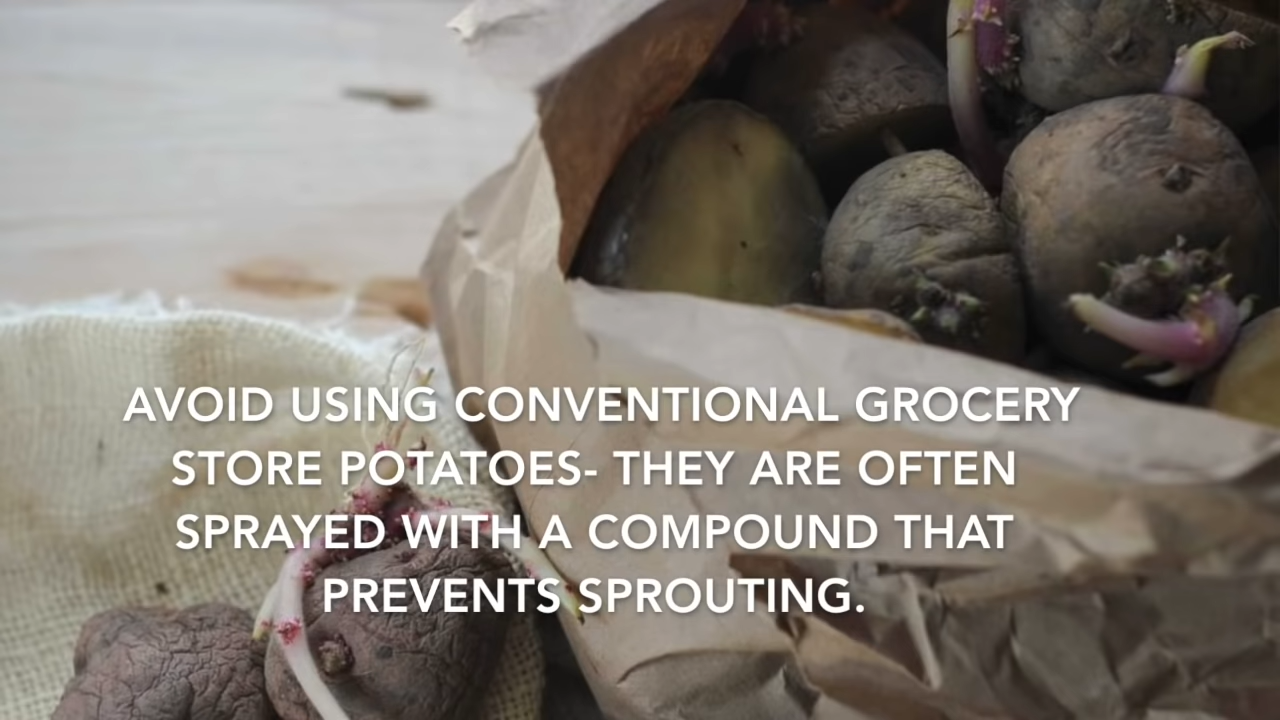 AVOID USING CONVENTIONAL GROCERY
STORE POTATOES- THEY ARE OFTEN
SPRAYED WITH A COMPOUND THAT
PREVENTS SPROUTING.